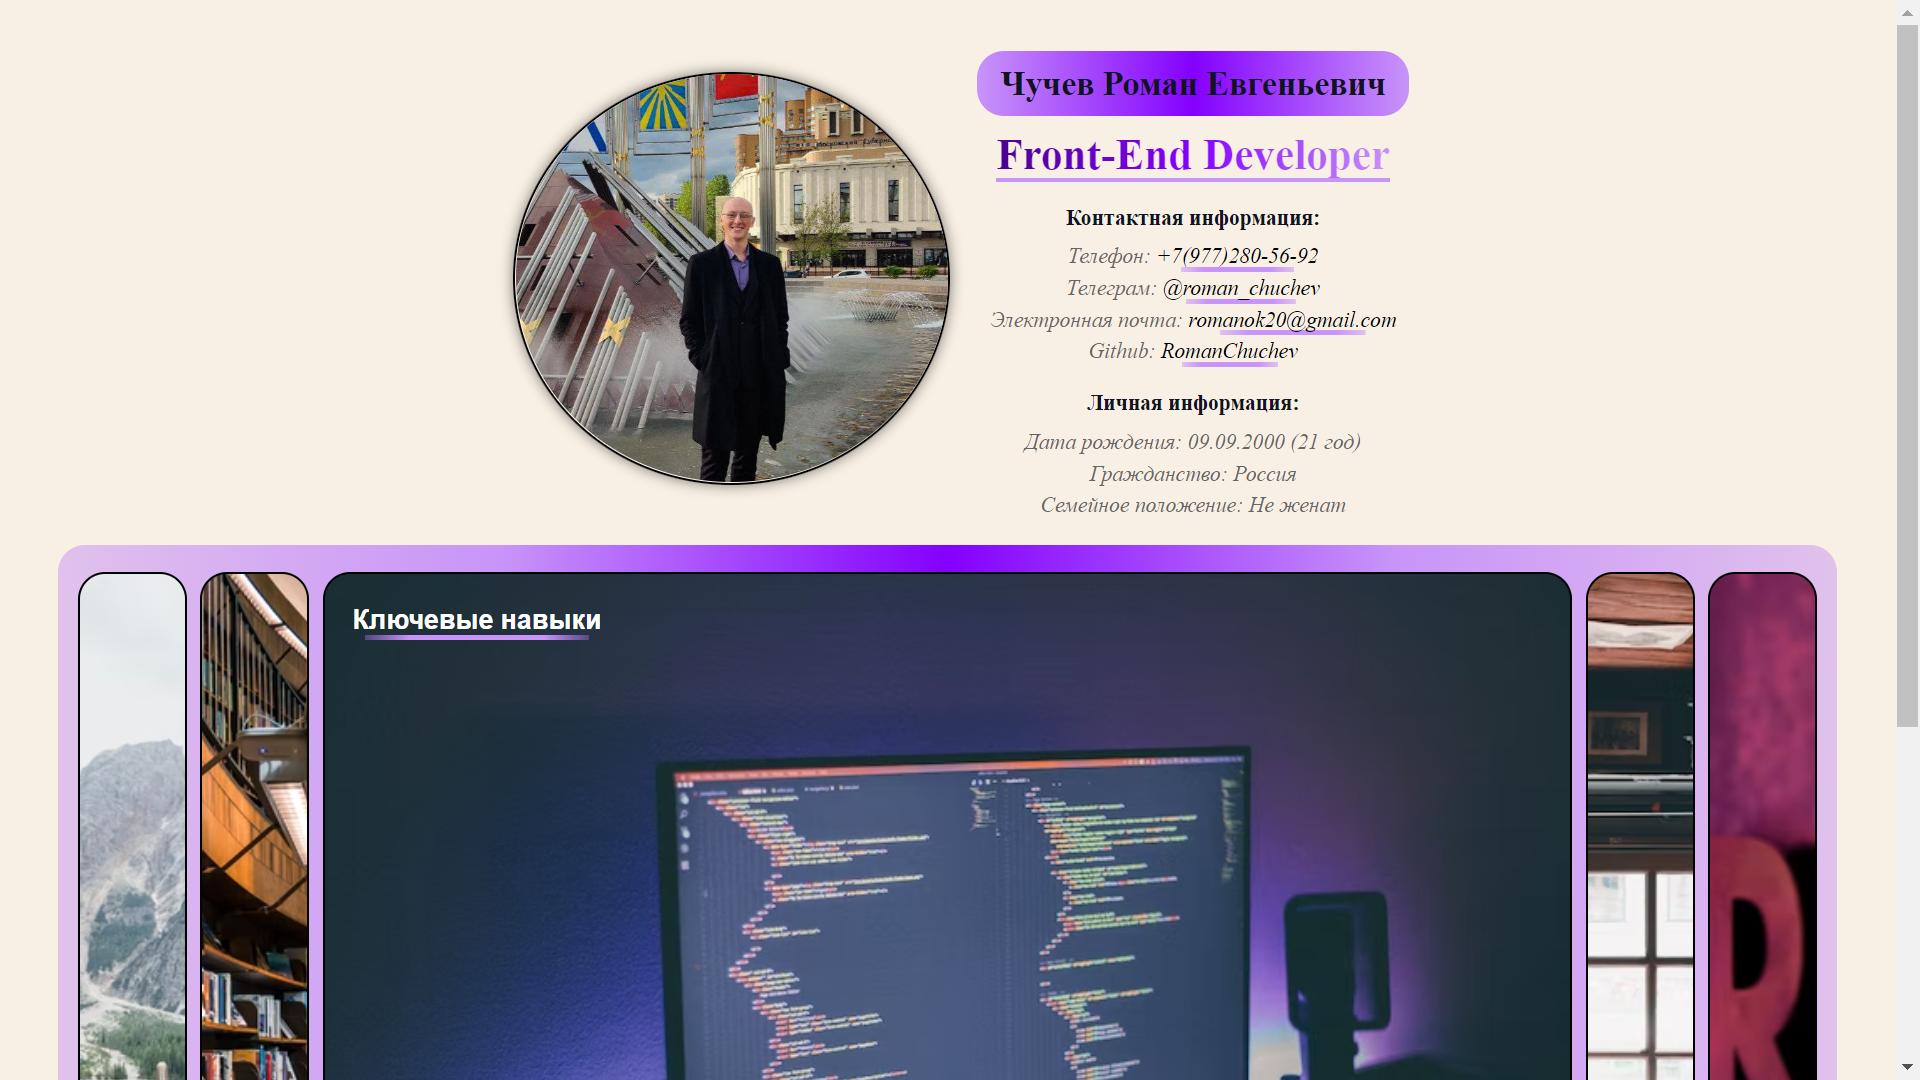 Чучев Роман Евгеньевич
Front-End Developer
Контактная информация:
Телефон: +7(977)280-56-92
Телеграм: @roman_chuchev
Электронная почта: romanok20@gmail.com
Github: RomanChuchev
Личная информация:
Дата рождения: 09.09.2000 (21 год)
Гражданство: Россия
Семейное положение: Не женат
Ключевые навыки
R